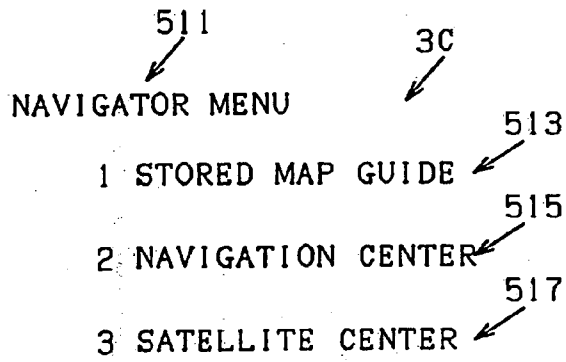 511
3C
NAVIGATOR MENU
513
1 STORED MAP GUIDE
515
2 NAVIGATION CENTER
517
3 SATELLITE CENTER